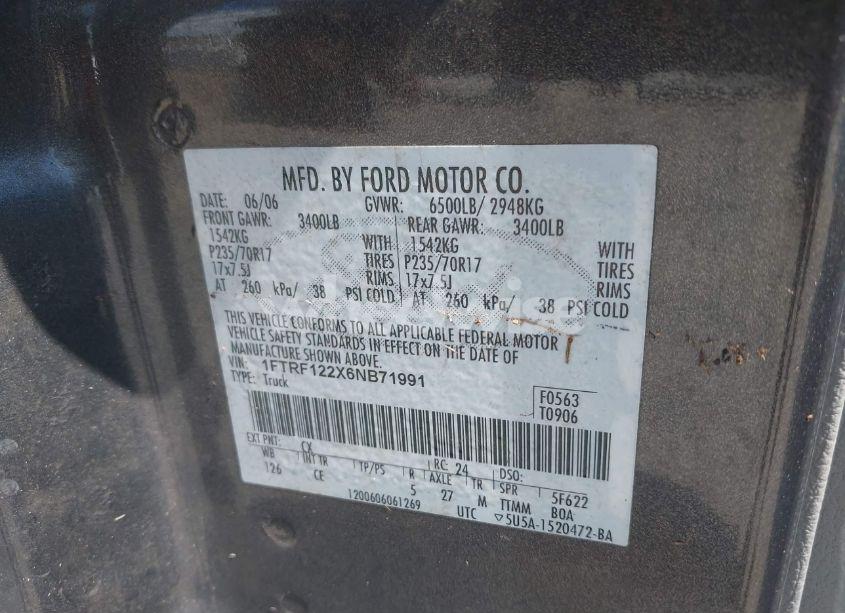 MFD. BY FORD MOTOR CO.
DATE: 06/06 GVWR: 6500LB/ 2948KG
FRONT GAWR: 3400LB REAR GAWR: 3400LB
1542KG WITH 1542KG WITH
P235/70R17 TIRES P235/70R17 TIRES
17x7.5J RIMS 17x7.5J RIMS
AT 260 kPa/ 38 PSI COLD AT 260 kPa/ 38 PSI COLD
THIS VEHICLE CONFORMS TO ALL APPLICABLE FEDERAL MOTOR
VEHICLE SAFETY STANDARDS IN EFFECT ON THE DATE OF
MANUFACTURE SHOWN ABOVE.
VIN: 1FTRF122X6NB71991
TYPE: Truck
F0563
T0906
EXT PNT: CX RC: 24 DSO:
WB INT TR TP/PS R AXLE TR SPR 5F622
126 CE 5 27 M TTMM BOA
1200606061269 UTC ▽5U5A-1520472-BA